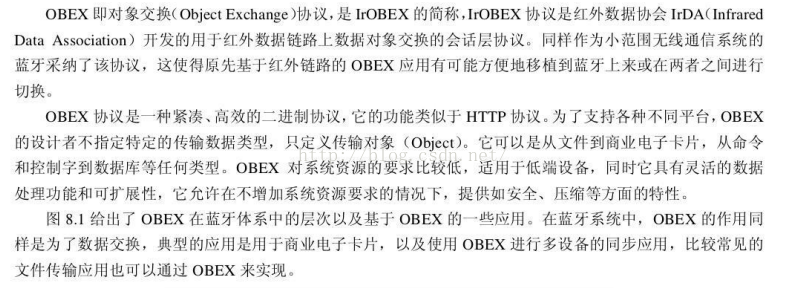 OBEX 即对象交换(Object Exchange)协议,是 IrOBEX 的简称,IrOBEX 协议是红外数据协会 IrDA(Infrared
Data Association)开发的用于红外数据链路上数据对象交换的会话层协议。同样作为小范围无线通信系统的
蓝牙采纳了该协议,这使得原先基于红外链路的 OBEX 应用有可能方便地移植到蓝牙上来或在两者之间进行
切换。
OBEX 协议是一种紧凑、高效的二进制协议,它的功能类似于 HTTP 协议。为了支持各种不同平台,OBEX
的设计者不指定特定的传输数据类型,只定义传输对象(Object)。它可以是从文件到商业电子卡片,从命令
和控制字到数据库等任何类型。OBEX 对系统资源的要求比较低,适用于低端设备,同时它具有灵活的数据
http://blog.csdn.net/
处理功能和可扩展性,它允许在不增加系统资源要求的情况下,提供如安全、压缩等方面的特性。
图 8.1 给出了 OBEX 在蓝牙体系中的层次以及基于 OBEX 的一些应用。在蓝牙系统中,OBEX 的作用同
样是为了数据交换,典型的应用是用于商业电子卡片,以及使用 OBEX 进行多设备的同步应用,比较常见的
文件传输应用也可以通过 OBEX 来实现。